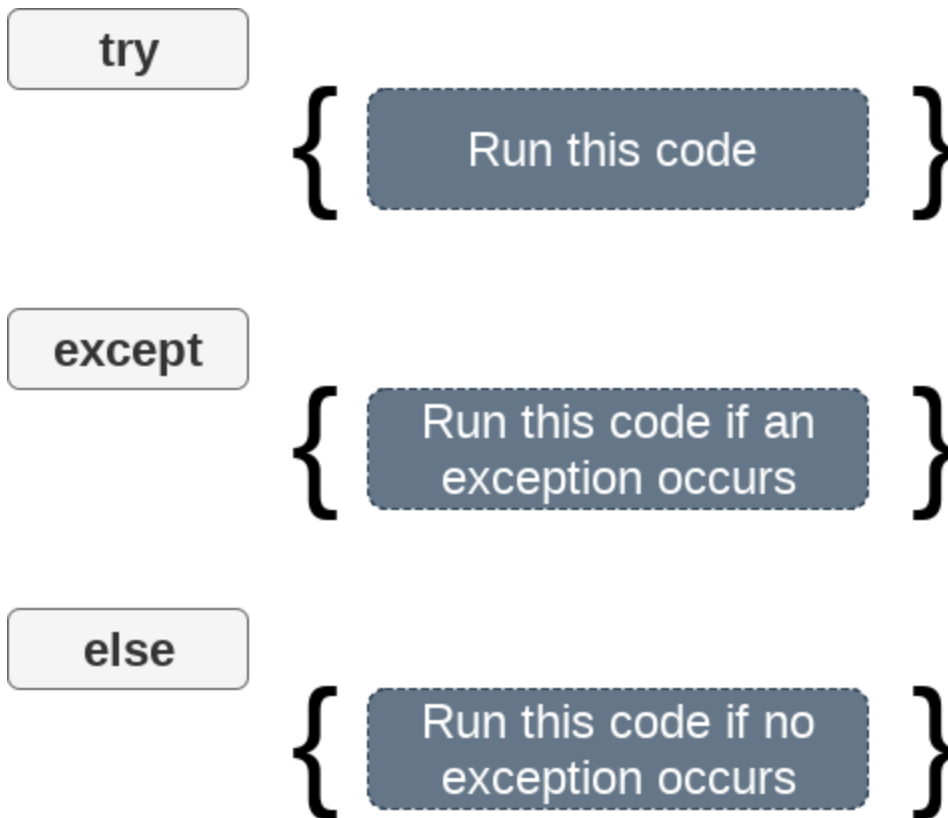 try
{ Run this code }
except
{ Run this code if an
exception occurs }
else
{ Run this code if no
exception occurs }